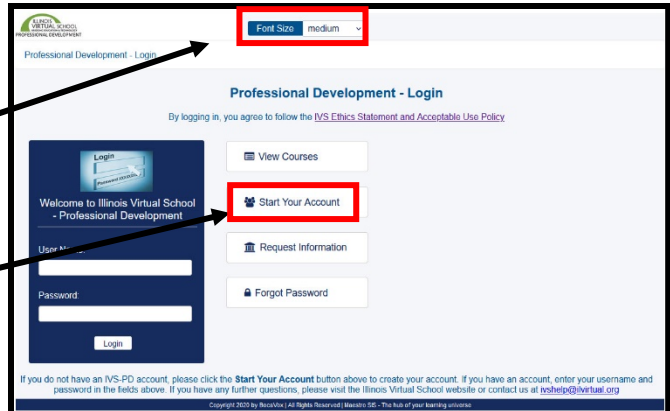 ILLINOIS
VIRTUAL SCHOOL
PROFESSIONAL DEVELOPMENT
Font Size medium
Professional Development - Login
Professional Development - Login
By logging in, you agree to follow the IVS Ethics Statement and Acceptable Use Policy
Login
Welcome to Illinois Virtual School
- Professional Development
User Name:
Password:
Login
View Courses
Start Your Account
Request Information
Forgot Password
If you do not have an IVS-PD account, please click the Start Your Account button above to create your account. If you have an account, enter your username and
password in the fields above. If you have any further questions, please visit the Illinois Virtual School website or contact us at ivshelp@ilvirtual.org
Copyright 2020 by BocaVox | All Rights Reserved | Maestro SIS - The hub of your learning universe